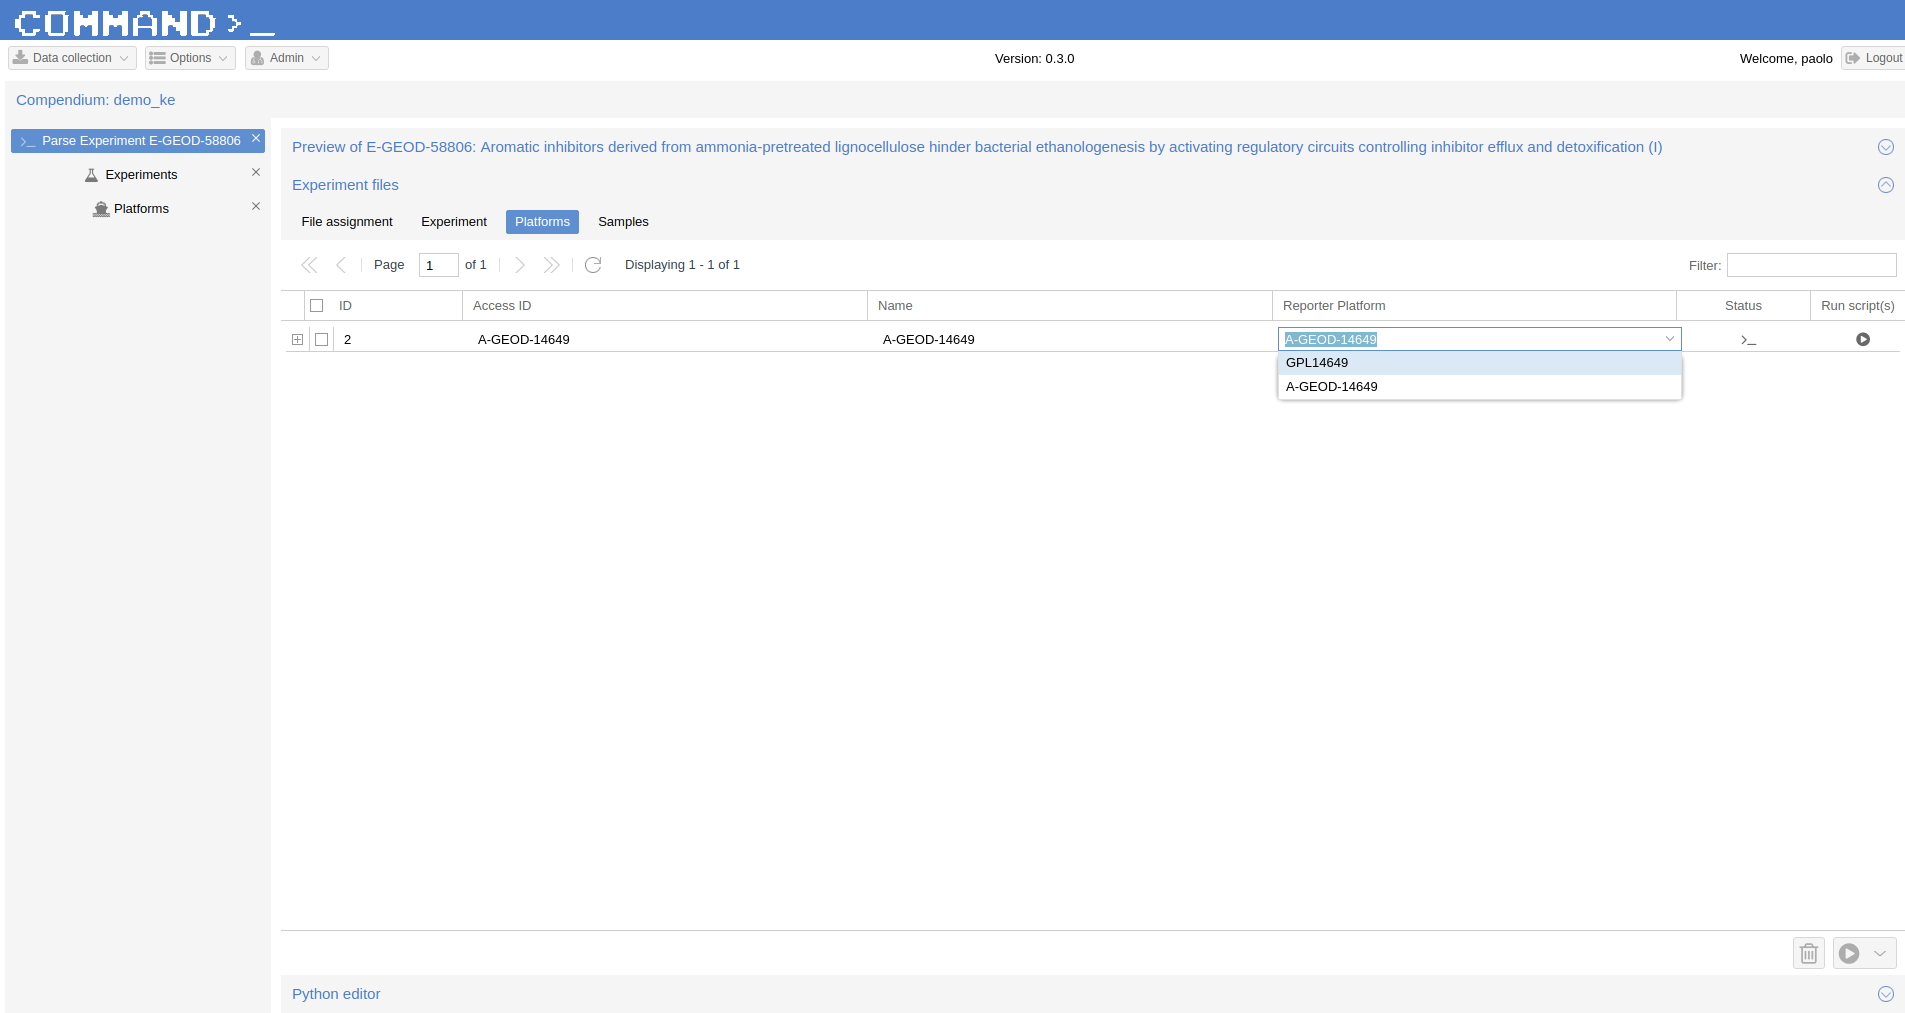 COMMAND>_
Data collection Options Admin Version: 0.3.0 Welcome, paolo Logout
Compendium: demo_ke
Parse Experiment E-GEOD-58806
Experiments
Platforms
Preview of E-GEOD-58806: Aromatic inhibitors derived from ammonia-pretreated lignocellulose hinder bacterial ethanologenesis by activating regulatory circuits controlling inhibitor efflux and detoxification (I)
Experiment files
File assignment Experiment Platforms Samples
Page 1 of 1 Displaying 1 - 1 of 1 Filter:
ID Access ID Name Reporter Platform Status Run script(s)
2 A-GEOD-14649 A-GEOD-14649 A-GEOD-14649
GPL14649
A-GEOD-14649
Python editor